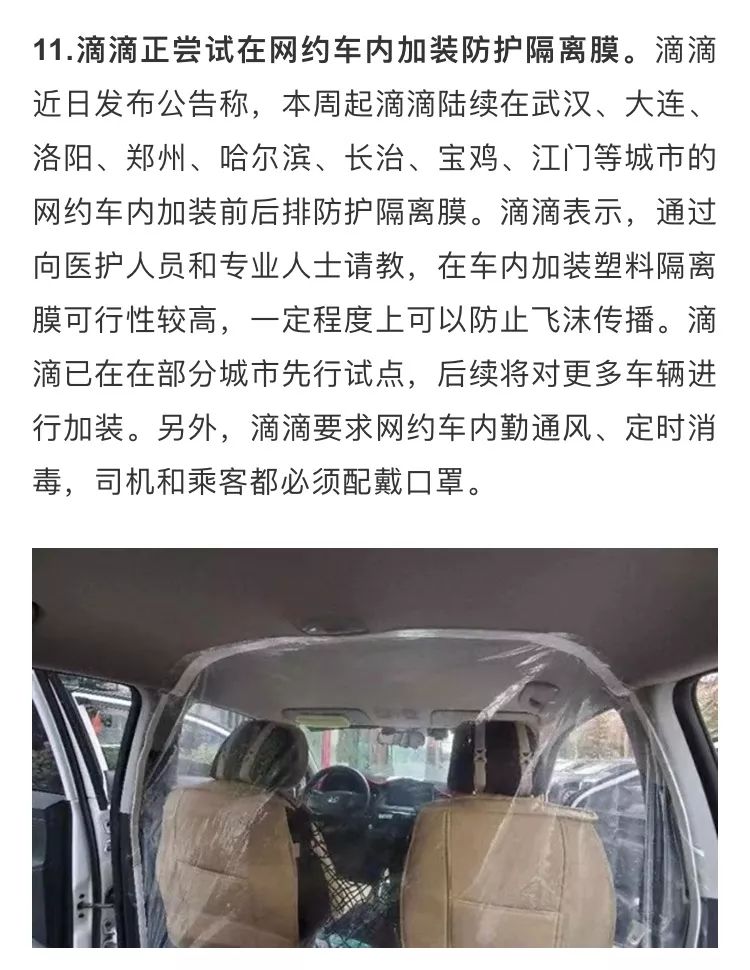 11.滴滴正尝试在网约车内加装防护隔离膜。滴滴
近日发布公告称，本周起滴滴陆续在武汉、大连、
洛阳、郑州、哈尔滨、长治、宝鸡、江门等城市的
网约车内加装前后排防护隔离膜。滴滴表示，通过
向医护人员和专业人士请教，在车内加装塑料隔离
膜可行性较高，一定程度上可以防止飞沫传播。滴
滴已在在部分城市先行试点，后续将对更多车辆进
行加装。另外，滴滴要求网约车内勤通风、定时消
毒，司机和乘客都必须配戴口罩。